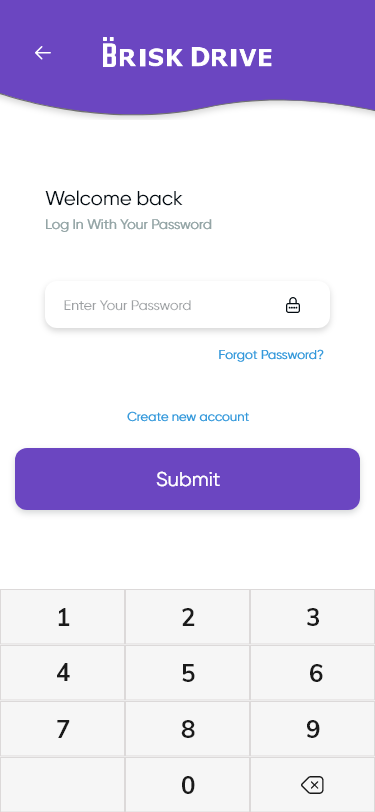 BRISK DRIVE
Welcome back
Log In With Your Password
Enter Your Password
Forgot Password?
Create new account
Submit
1 2 3
4 5 6
7 8 9
0